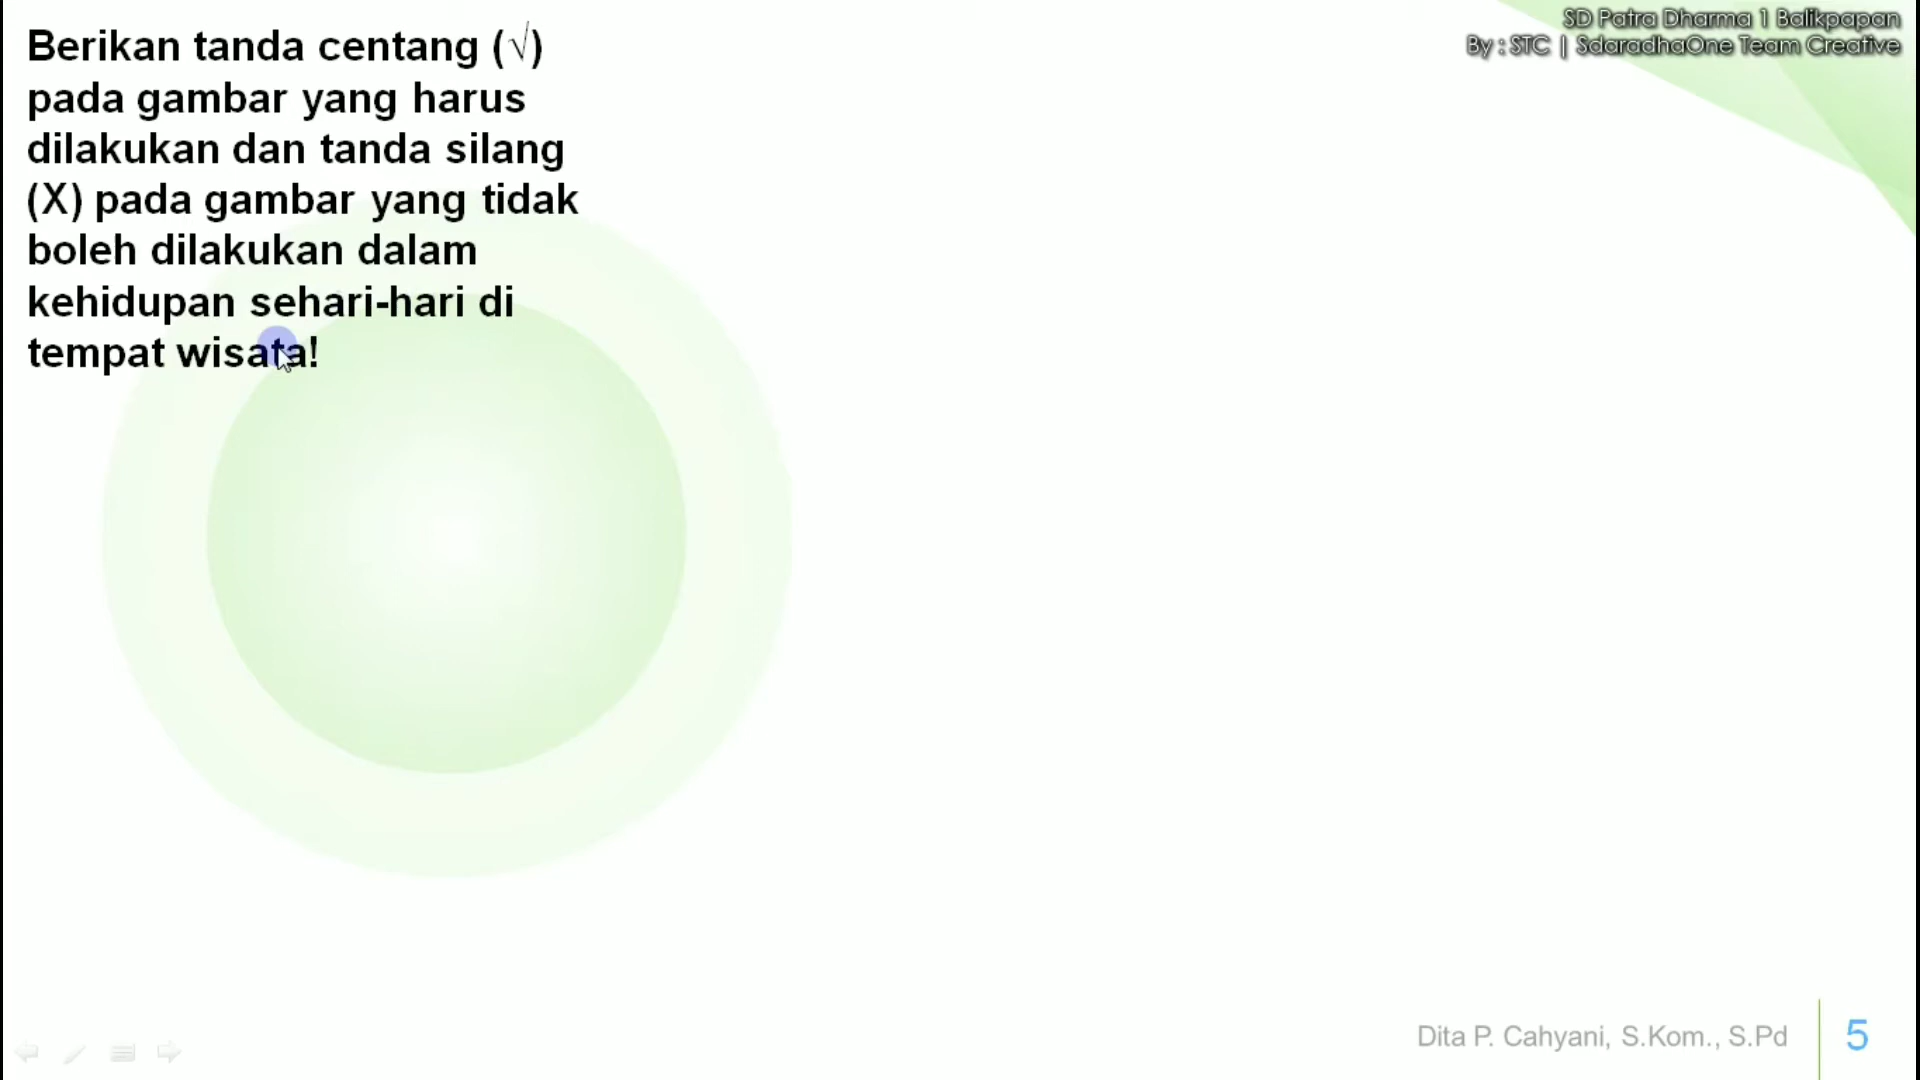 SD Patra Dharma 1 Balikpapan
By : STC | SdaradhaOne Team Creative
Berikan tanda centang (√)
pada gambar yang harus
dilakukan dan tanda silang
(X) pada gambar yang tidak
boleh dilakukan dalam
kehidupan sehari-hari di
tempat wisata!
Dita P. Cahyani, S.Kom., S.Pd
5